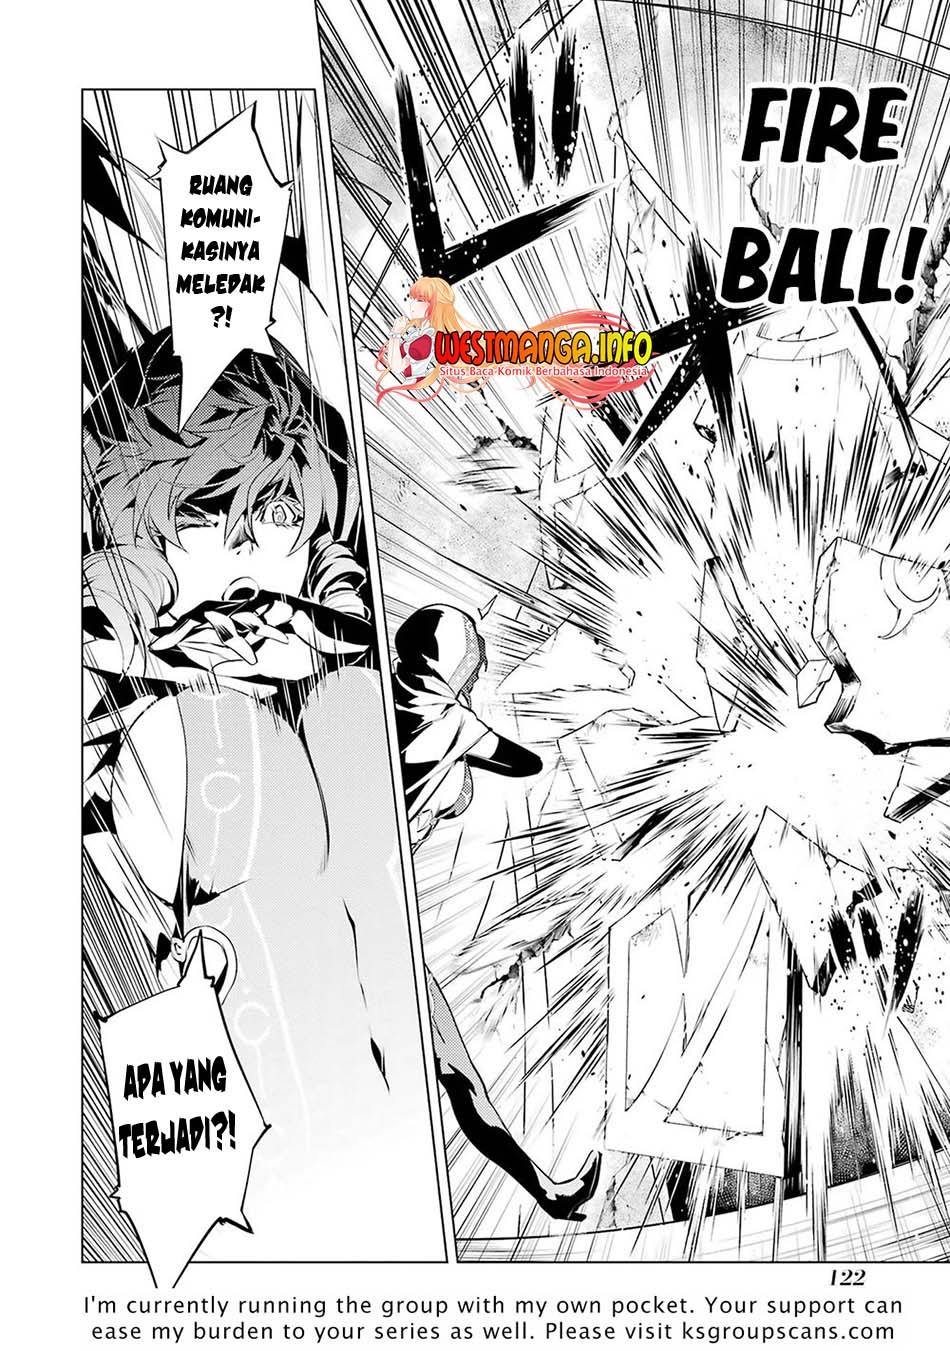 FIRE
BALL!
RUANG
KOMUNI-
KASINYA
MELEDAK
?!
WESTMANGA.INFO
Situs Baca Komik Berbahasa Indonesia
APA YANG
TERJADI?!
122
I'm currently running the group with my own pocket. Your support can
ease my burden to your series as well. Please visit ksgroupscans.com